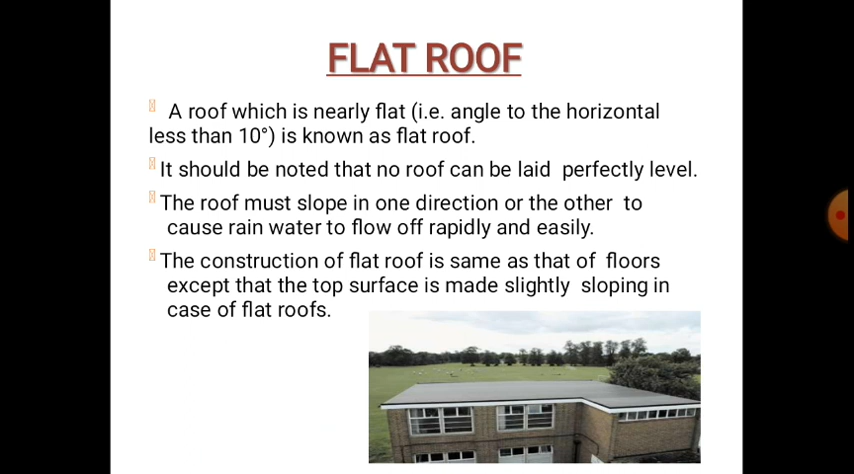 FLAT ROOF
A roof which is nearly flat (i.e. angle to the horizontal
less than 10°) is known as flat roof.
It should be noted that no roof can be laid perfectly level.
The roof must slope in one direction or the other to
cause rain water to flow off rapidly and easily.
The construction of flat roof is same as that of floors
except that the top surface is made slightly sloping in
case of flat roofs.